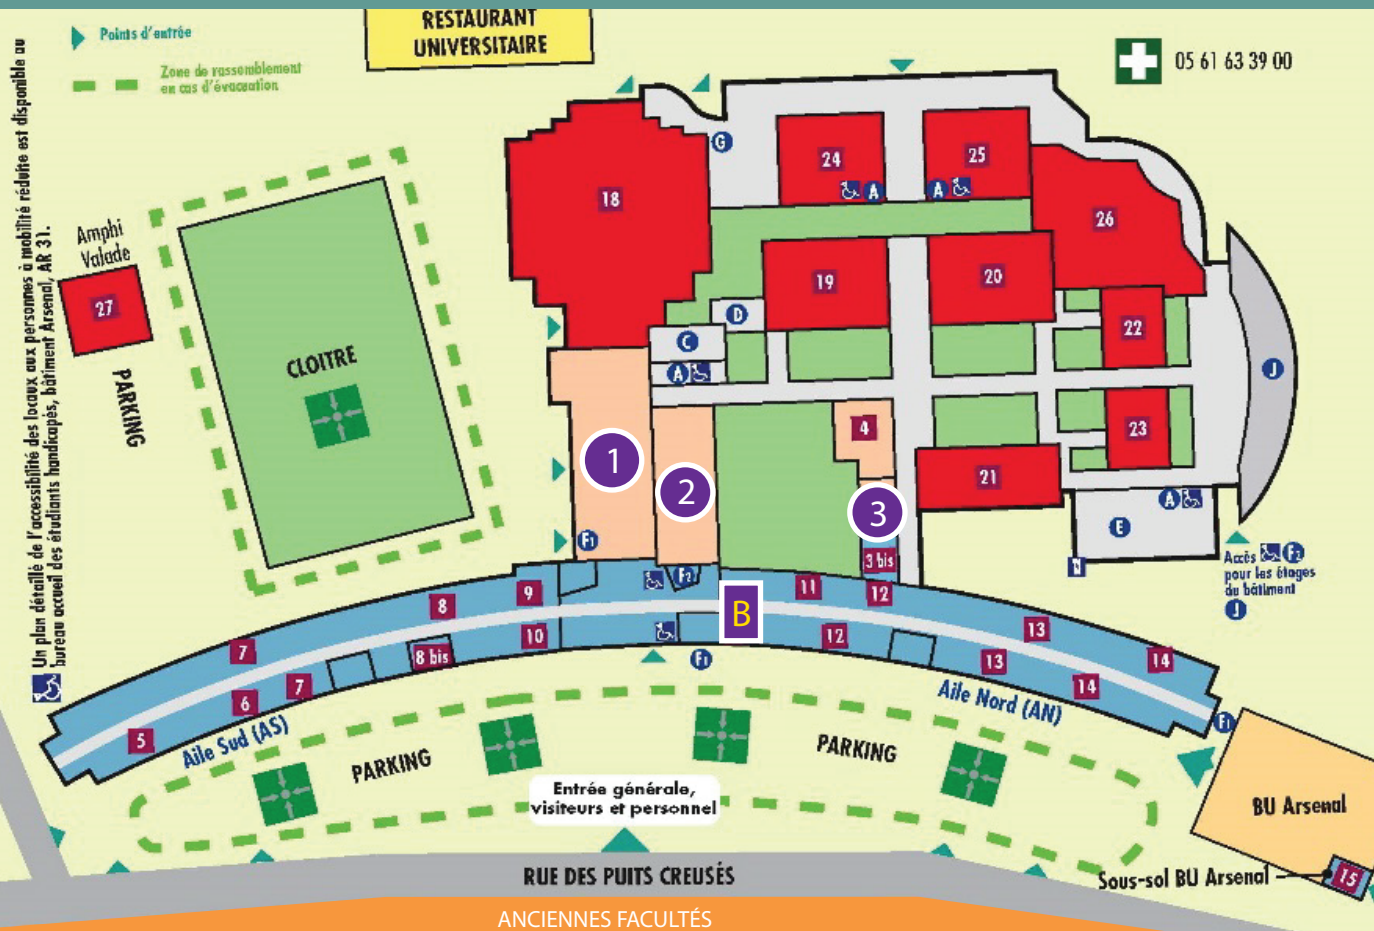 RESTAURANT
UNIVERSITAIRE
Points d'entrée
Zone de rassemblement
en cas d'évacuation
05 61 63 39 00
Un plan détaillé de l'accessibilité des locaux aux personnes à mobilité réduite est disponible au
bureau accueil des étudiants handicapés, bâtiment Arsenal, AR 31.
Amphi
Valade
27
PARKING
CLOITRE
18
G
24
A
25
A
26
19
20
D
C
A
22
23
21
4
1
2
3
3 bis
F1
F2
E
A
J
Accès F2
pour les étages
du bâtiment
J
5
6
7
7
8
8 bis
9
10
B
11
12
12
13
13
14
14
F1
F1
Aile Sud (AS)
Aile Nord (AN)
PARKING
PARKING
Entrée générale,
visiteurs et personnel
BU Arsenal
Sous-sol BU Arsenal
15
RUE DES PUITS CREUSÉS
ANCIENNES FACULTÉS